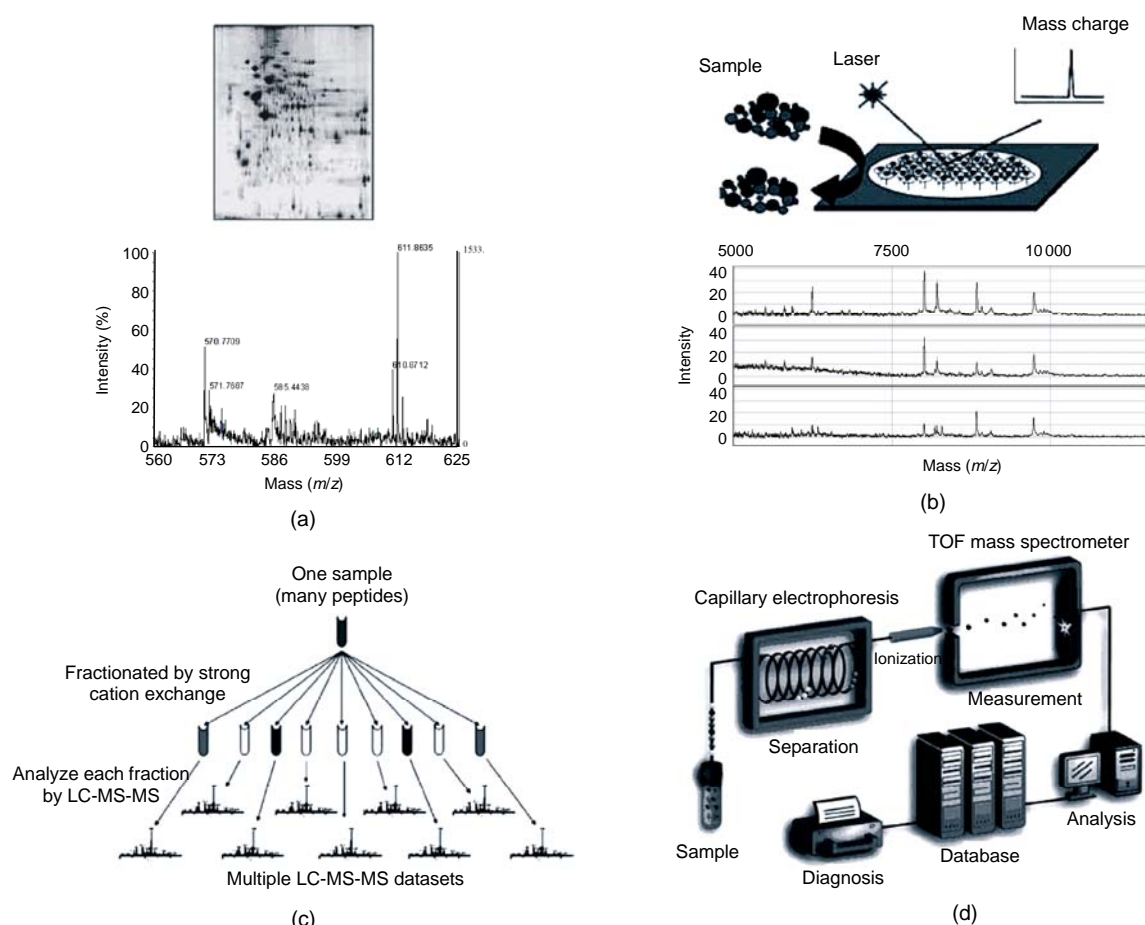 100
80
60
40
20
0
Intensity (%)
611.8635
1533.
570.7709
571.7667
585.4438
610.8712
0
560 573 586 599 612 625
Mass (m/z)
(a)
Mass charge
Sample
Laser
5000 7500 10 000
40
20
0
40
20
0
40
20
0
Intensity
Mass (m/z)
(b)
One sample
(many peptides)
Fractionated by strong
cation exchange
Analyze each fraction
by LC-MS-MS
Multiple LC-MS-MS datasets
(c)
TOF mass spectrometer
Capillary electrophoresis
Ionization
Measurement
Separation
Sample
Diagnosis
Database
Analysis
(d)